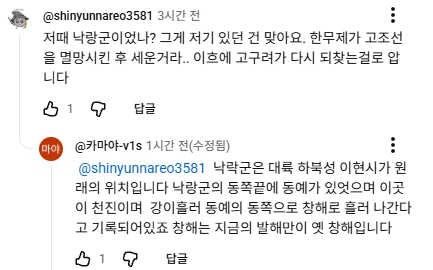 @shinyunnareo3581 3시간 전
저때 낙랑군이었나? 그게 저기 있던 건 맞아요. 한무제가 고조선
을 멸망시킨 후 세운거라.. 이흐에 고구려가 다시 되찾는걸로 압
니다
답글
마야
@카마야-v1s 1시간 전(수정됨)
@shinyunnareo3581 낙락군은 대륙 하북성 이현시가 원
래의 위치입니다 낙랑군의 동쪽끝에 동예가 있엇으며 이곳
이 천진이며 강이흘러 동예의 동쪽으로 창해로 흘러 나간다
고 기록되어있죠 창해는 지금의 발해만이 옛 창해입니다
답글